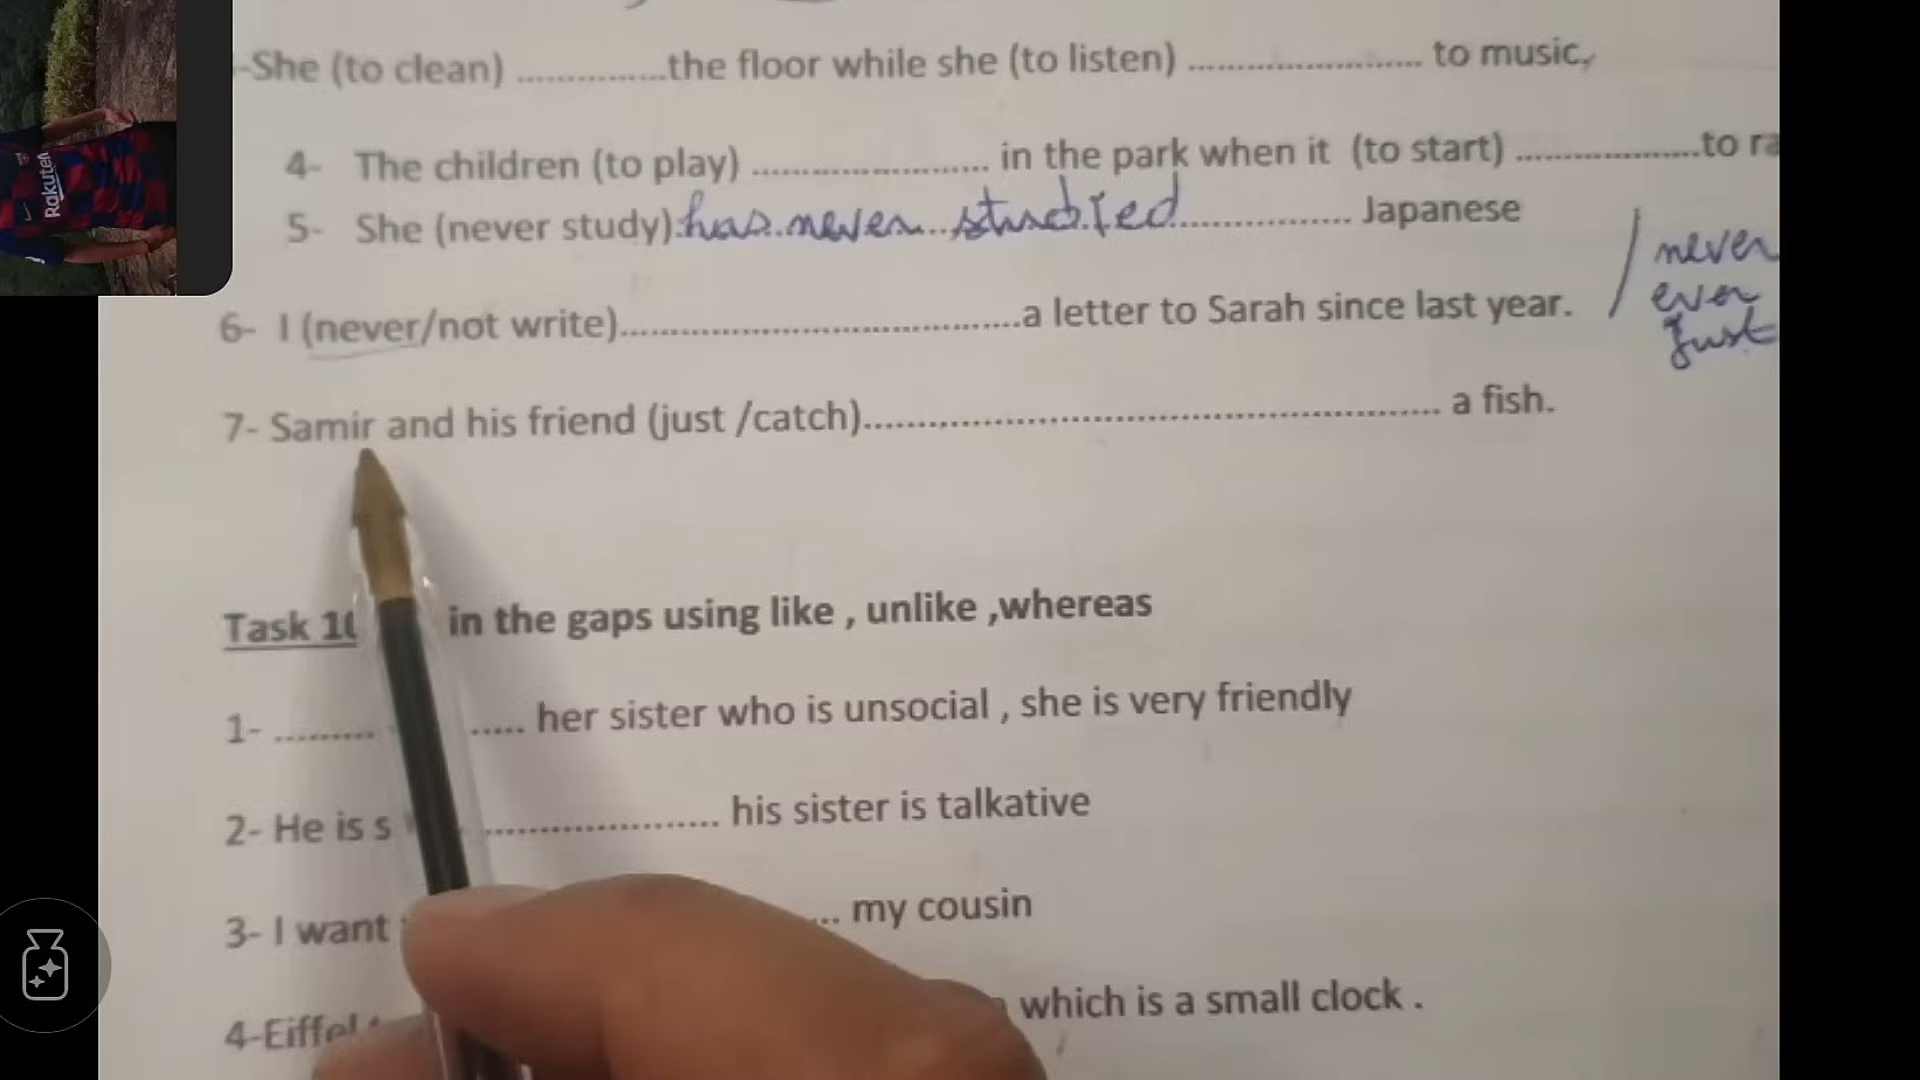 Rakuten
-She (to clean) ...............the floor while she (to listen) ........................ to music.
4- The children (to play) ........................ in the park when it (to start) ...................to ra
5- She (never study) has never studied ................. Japanese
never
ever
just
6- I (never/not write)........................................a letter to Sarah since last year.
7- Samir and his friend (just /catch).......................................................... a fish.
Task 1 in the gaps using like , unlike ,whereas
1- .......... ..... her sister who is unsocial , she is very friendly
2- He is s ........................ his sister is talkative
3- I want ... my cousin
4-Eiffel which is a small clock .